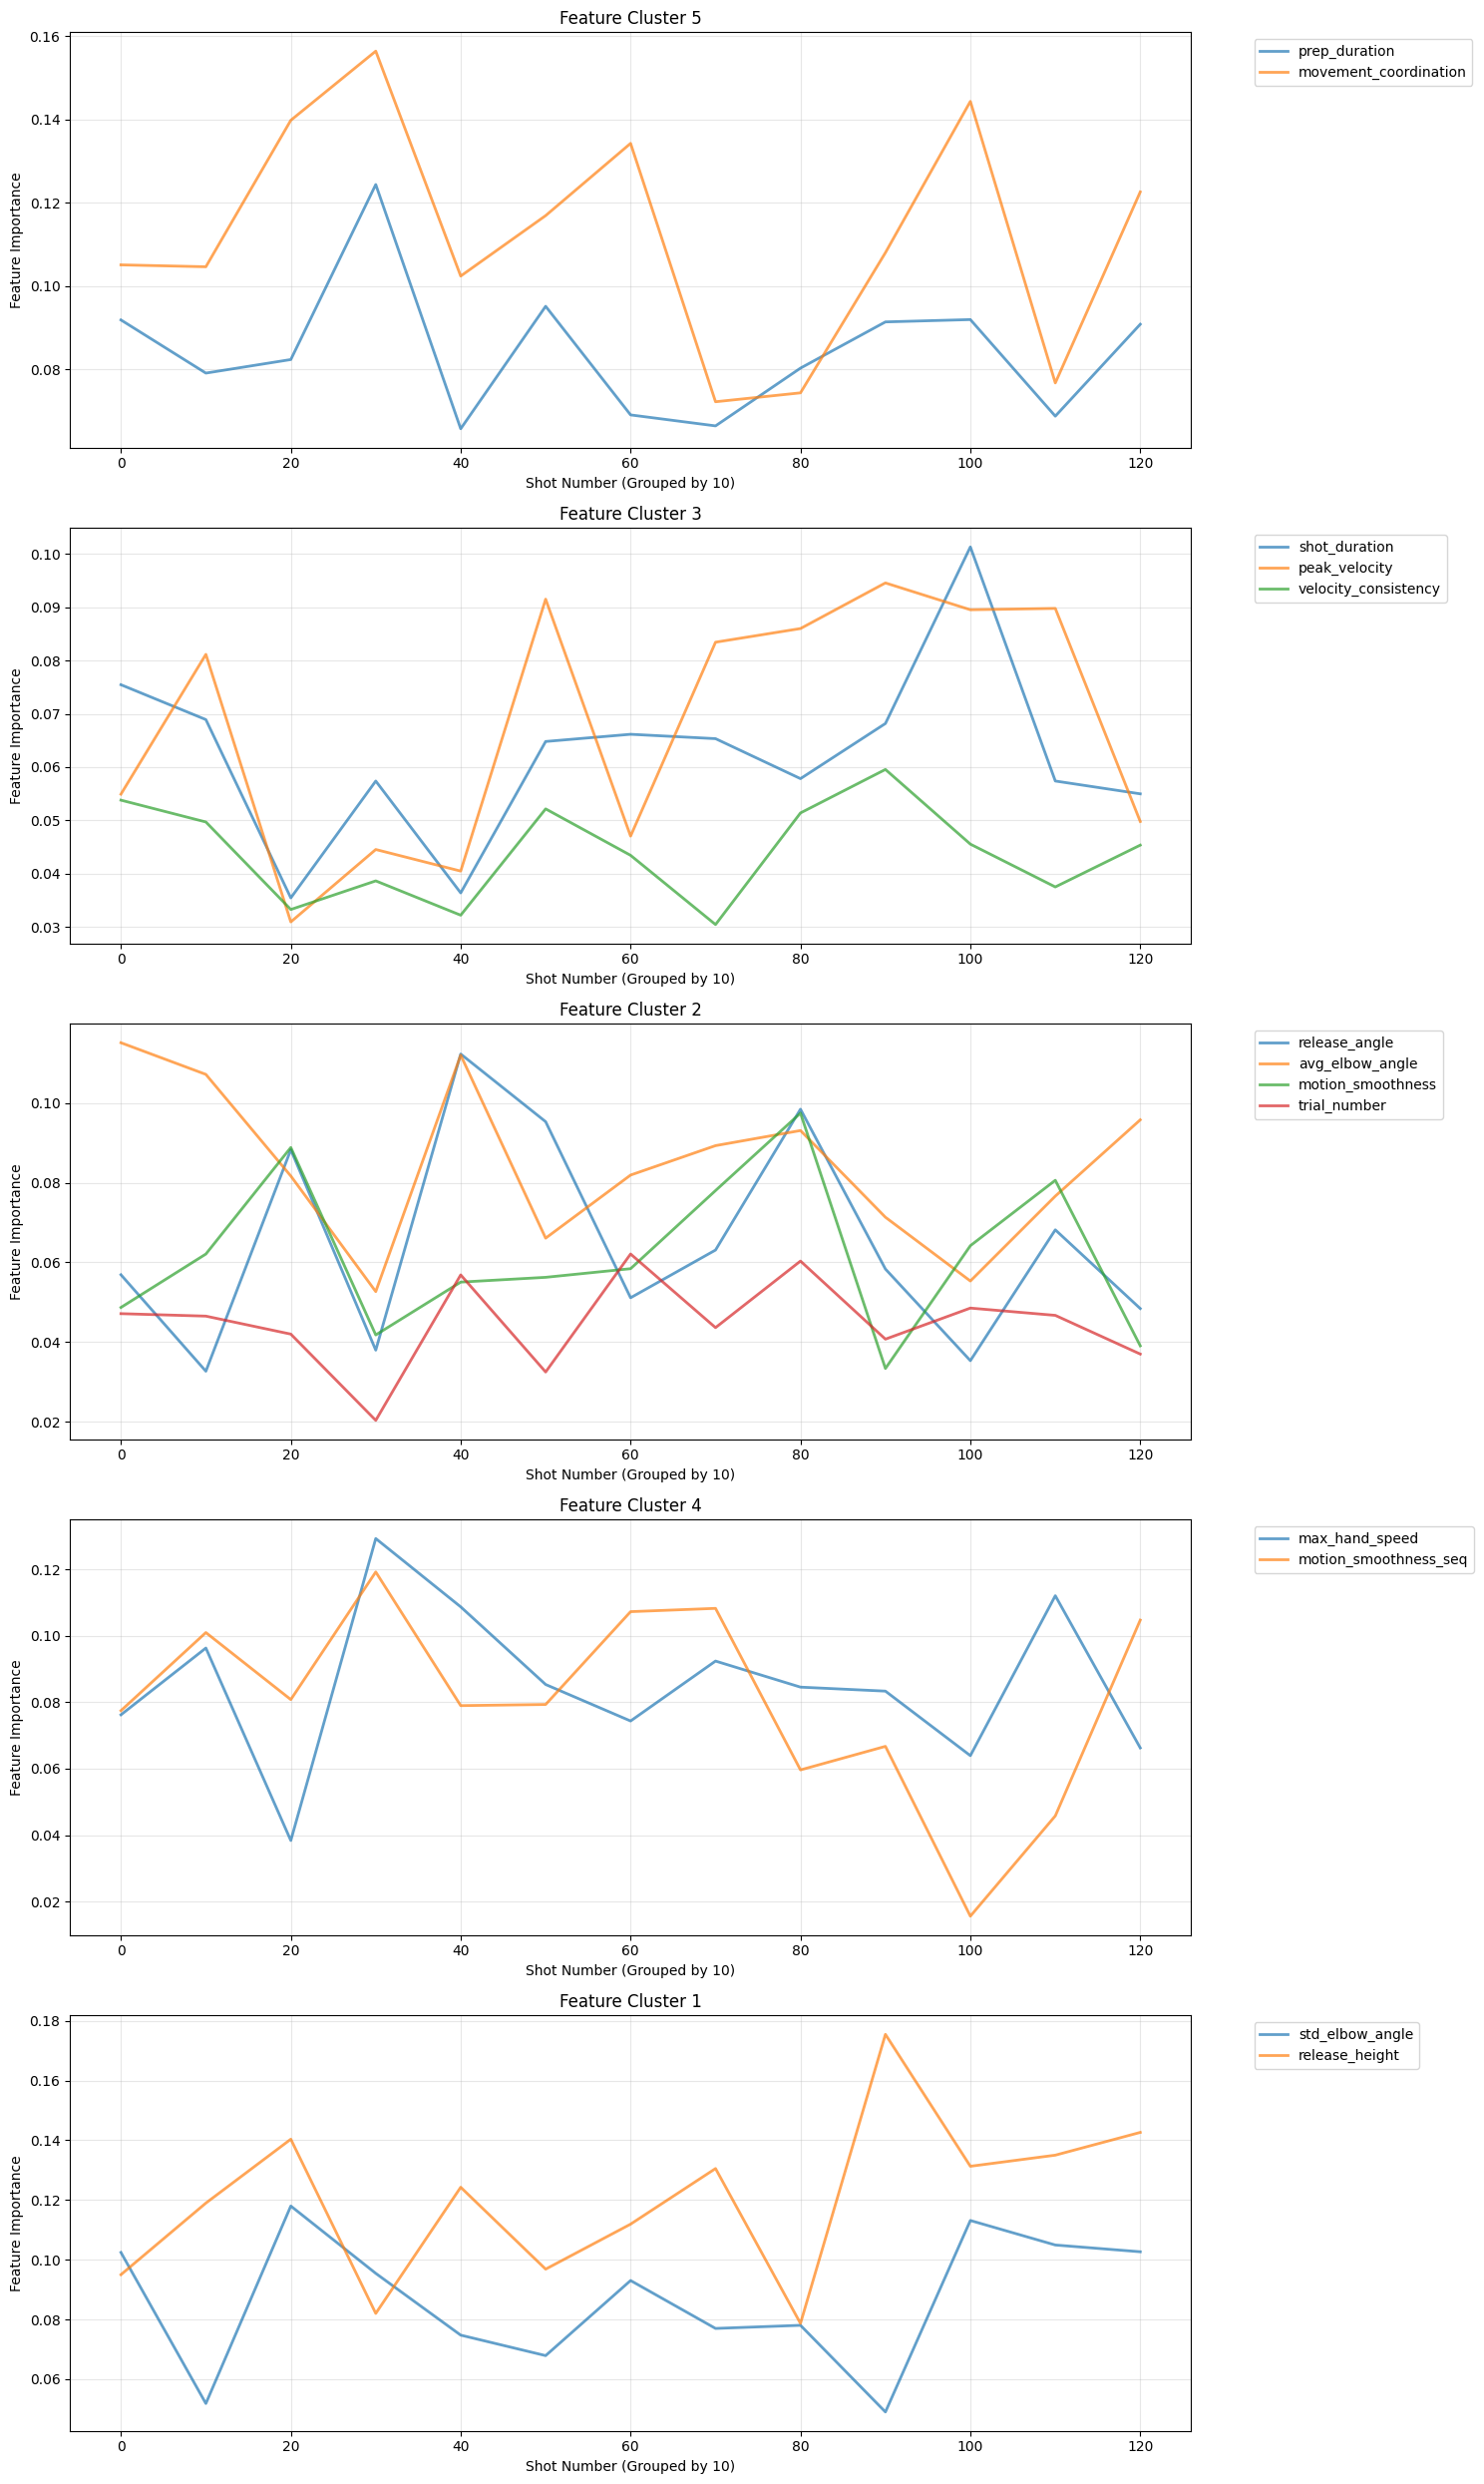 Feature Cluster 5
0.16
0.14
0.12
0.10
0.08
Feature Importance
0 20 40 60 80 100 120
Shot Number (Grouped by 10)
prep_duration
movement_coordination
Feature Cluster 3
0.10
0.09
0.08
0.07
0.06
0.05
0.04
0.03
Feature Importance
0 20 40 60 80 100 120
Shot Number (Grouped by 10)
shot_duration
peak_velocity
velocity_consistency
Feature Cluster 2
0.10
0.08
0.06
0.04
0.02
Feature Importance
0 20 40 60 80 100 120
Shot Number (Grouped by 10)
release_angle
avg_elbow_angle
motion_smoothness
trial_number
Feature Cluster 4
0.12
0.10
0.08
0.06
0.04
0.02
Feature Importance
0 20 40 60 80 100 120
Shot Number (Grouped by 10)
max_hand_speed
motion_smoothness_seq
Feature Cluster 1
0.18
0.16
0.14
0.12
0.10
0.08
0.06
Feature Importance
0 20 40 60 80 100 120
Shot Number (Grouped by 10)
std_elbow_angle
release_height